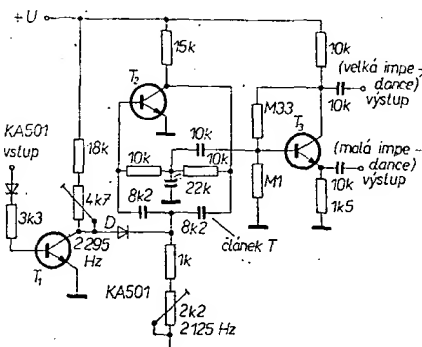 +U
15k
10k
(velká impe-
dance)
výstup
10k
T₂
M33
T₃
KA501
vstup
18k
10k
10k
10k
(malá impe-
dance)
výstup
10k
4k7
22k
M1
3k3
8k2
8k2
1k5
D
článek T
2295
Hz
T₁
KA501
1k
2k2
2125 Hz